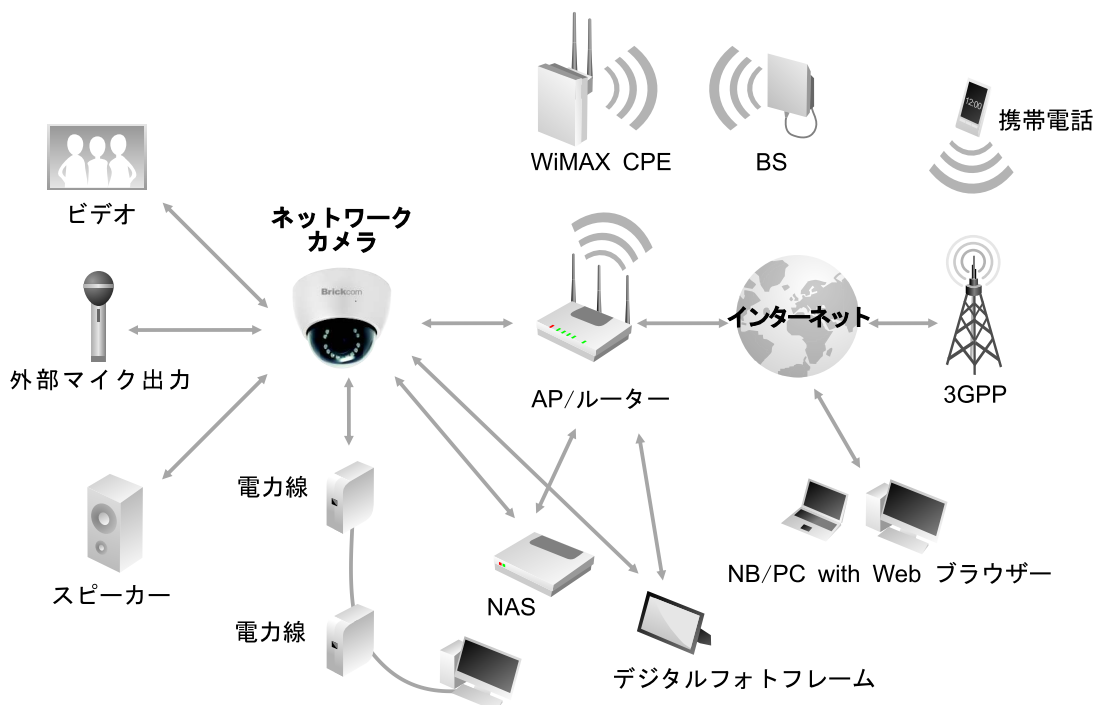 WiMAX CPE
BS
12:00
携帯電話
ビデオ
ネットワーク
カメラ
Brickcom
インターネット
外部マイク出力
AP/ルーター
3GPP
電力線
スピーカー
NAS
NB/PC with Web ブラウザー
電力線
デジタルフォトフレーム